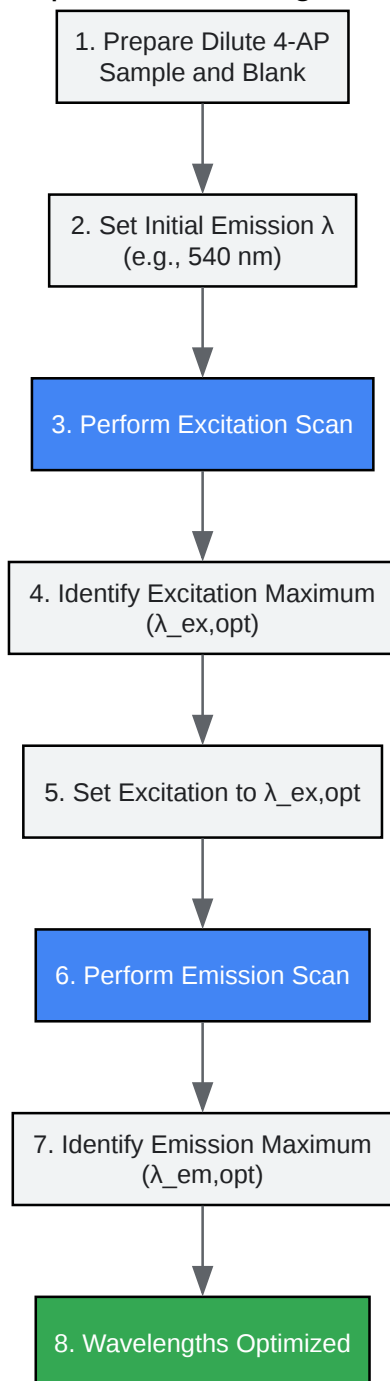 1. Prepare Dilute 4-AP
Sample and Blank
2. Set Initial Emission λ
(e.g., 540 nm)
3. Perform Excitation Scan
4. Identify Excitation Maximum
(λ_ex,opt)
5. Set Excitation to λ_ex,opt
6. Perform Emission Scan
7. Identify Emission Maximum
(λ_em,opt)
8. Wavelengths Optimized